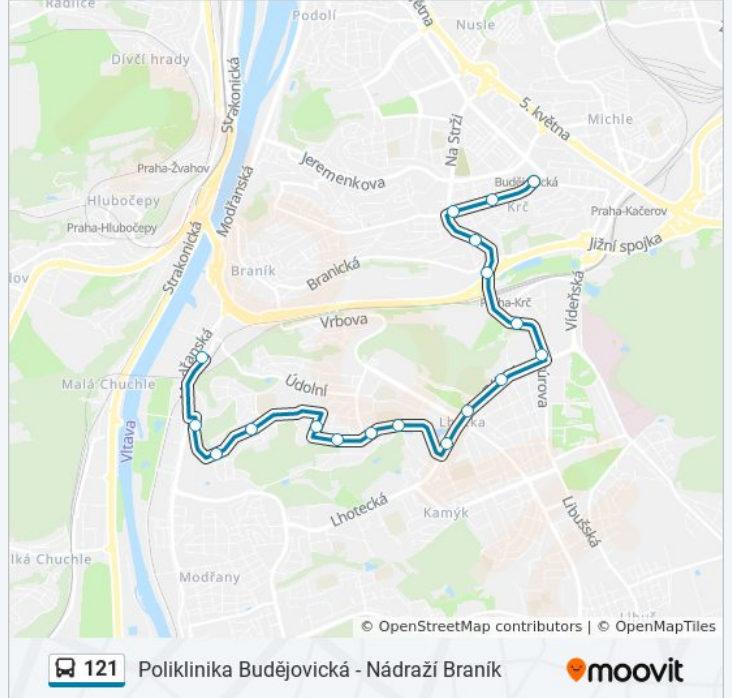 Radlice
Podolí
Nusle
Dívčí hrady
Strakonická
5. května
Michle
Na Strži
Jeremenkova
Praha-Žvahov
Modřanská
Budějovická
Krč
Hlubočepy
Praha-Kačerov
Praha-Hlubočepy
Strakonická
Jižní spojka
Braník
Branická
Vídeňská
Praha-Krč
Vrbova
Malá Chuchle
Údolní
Vltava
Lhotka
Lhotecká
Kamýk
Libušská
Modřany
© OpenStreetMap contributors | © OpenMapTiles
121 Poliklinika Budějovická - Nádraží Braník
moovit